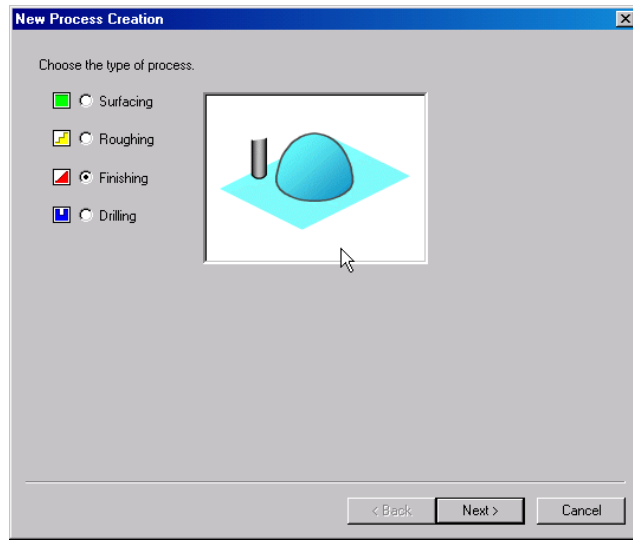 New Process Creation
Choose the type of process.
Surfacing
Roughing
Finishing
Drilling
< Back
Next >
Cancel